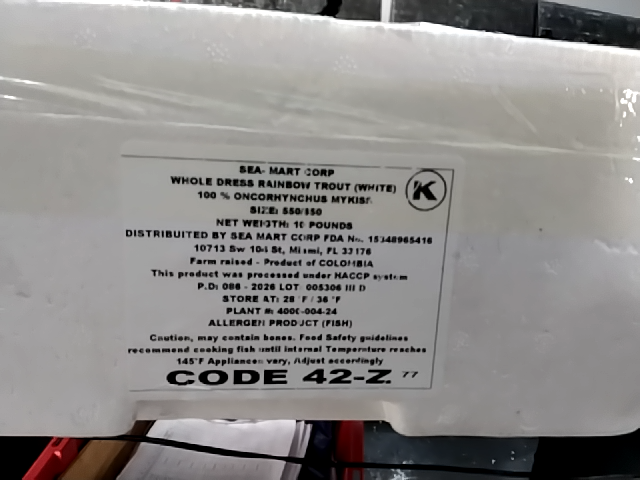 SEA- MART CORP
WHOLE DRESS RAINBOW TROUT (WHITE)
K
100 % ONCORHYNCHUS MYKISS
SIZE:
NET WEIGTH: 10 POUNDS
DISTRIBUTED BY SEA MART CORP FDA No. 15348965416
10713 Sw 104 St, Miami, FL 33176
Farm raised - Product of COLOMBIA
This product was processed under HACCP system
P.D: 086 - 2026 LOT: 005306 III D
STORE AT: 28 °F / 36 °F
PLANT #: 4000-004-24
ALLERGEN PRODUCT (FISH)
Caution, may contain bones. Food Safety guidelines
recommend cooking fish until internal Temperature reaches
145°F Appliances vary, Adjust accordingly
CODE 42-Z. 77